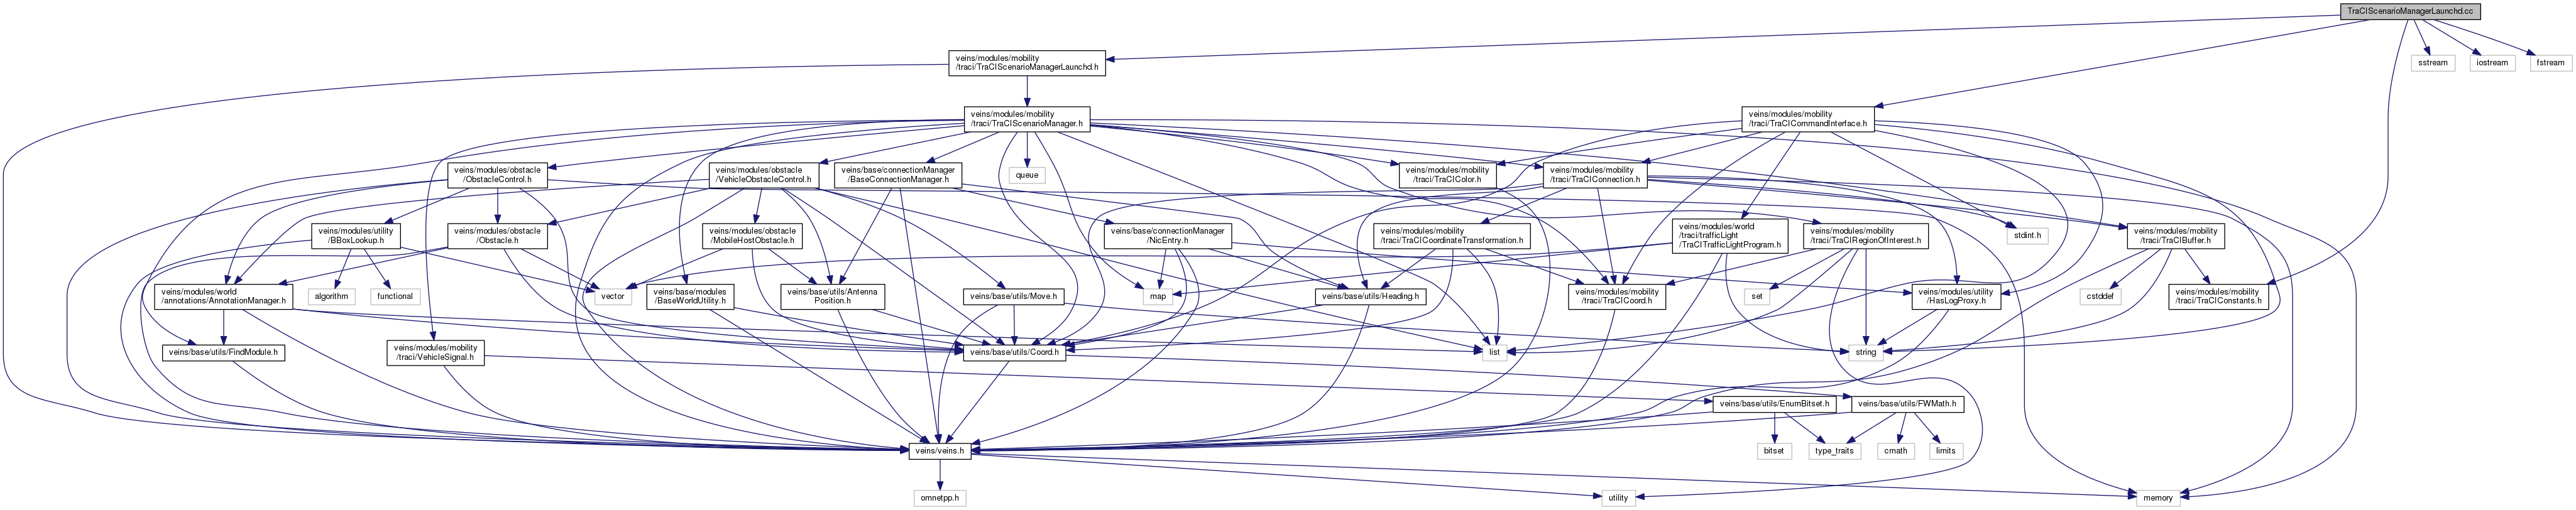 TraCIScenarioManagerLaunchd.cc
veins/modules/mobility
/traci/TraCIScenarioManagerLaunchd.h
sstream
iostream
fstream
veins/modules/mobility
/traci/TraCIScenarioManager.h
veins/modules/mobility
/traci/TraCICommandInterface.h
veins/modules/obstacle
/ObstacleControl.h
veins/modules/obstacle
/VehicleObstacleControl.h
veins/base/connectionManager
/BaseConnectionManager.h
queue
veins/modules/mobility
/traci/TraCIColor.h
veins/modules/mobility
/traci/TraCIConnection.h
veins/modules/utility
/BBoxLookup.h
veins/modules/obstacle
/Obstacle.h
veins/modules/obstacle
/MobileHostObstacle.h
veins/base/connectionManager
/NicEntry.h
veins/modules/mobility
/traci/TraCICoordinateTransformation.h
veins/modules/world
/traci/trafficLight
/TraCITrafficLightProgram.h
veins/modules/mobility
/traci/TraCIRegionOfInterest.h
stdint.h
veins/modules/mobility
/traci/TraCIBuffer.h
veins/modules/world
/annotations/AnnotationManager.h
algorithm
functional
vector
veins/base/modules
/BaseWorldUtility.h
veins/base/utils/Antenna
Position.h
veins/base/utils/Move.h
map
veins/base/utils/Heading.h
veins/modules/mobility
/traci/TraCICoord.h
set
veins/modules/utility
/HasLogProxy.h
cstddef
veins/modules/mobility
/traci/TraCIConstants.h
veins/base/utils/FindModule.h
veins/modules/mobility
/traci/VehicleSignal.h
veins/base/utils/Coord.h
list
string
veins/base/utils/EnumBitset.h
veins/base/utils/FWMath.h
veins/veins.h
bitset
type_traits
cmath
limits
omnetpp.h
utility
memory